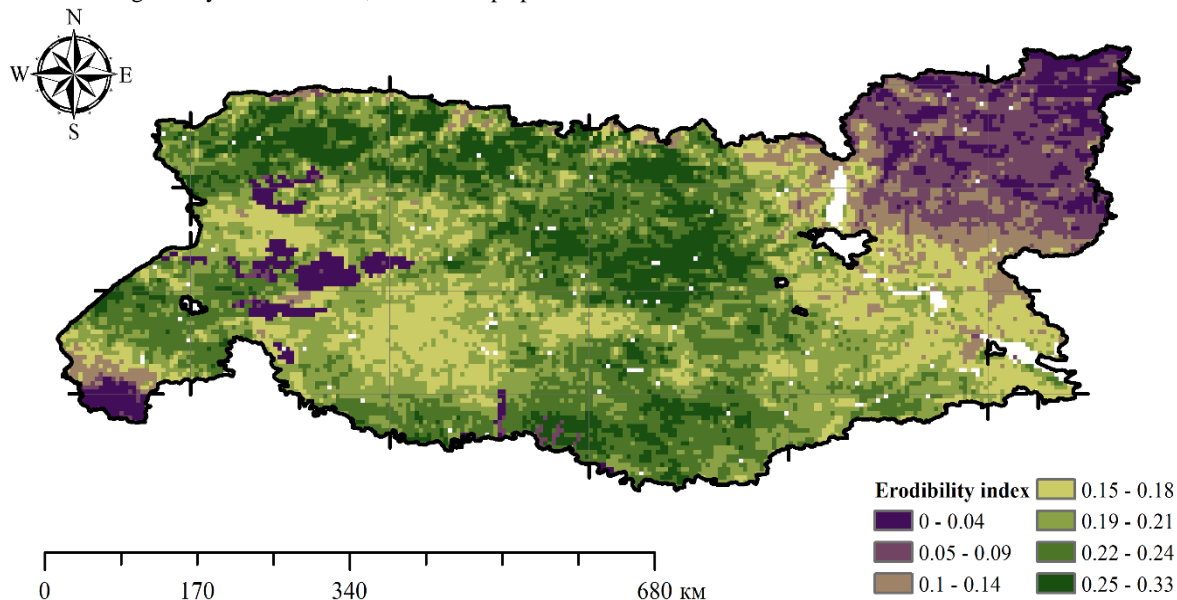 N
W E
S
Erodibility index
0 - 0.04
0.05 - 0.09
0.1 - 0.14
0.15 - 0.18
0.19 - 0.21
0.22 - 0.24
0.25 - 0.33
0 170 340 680 км